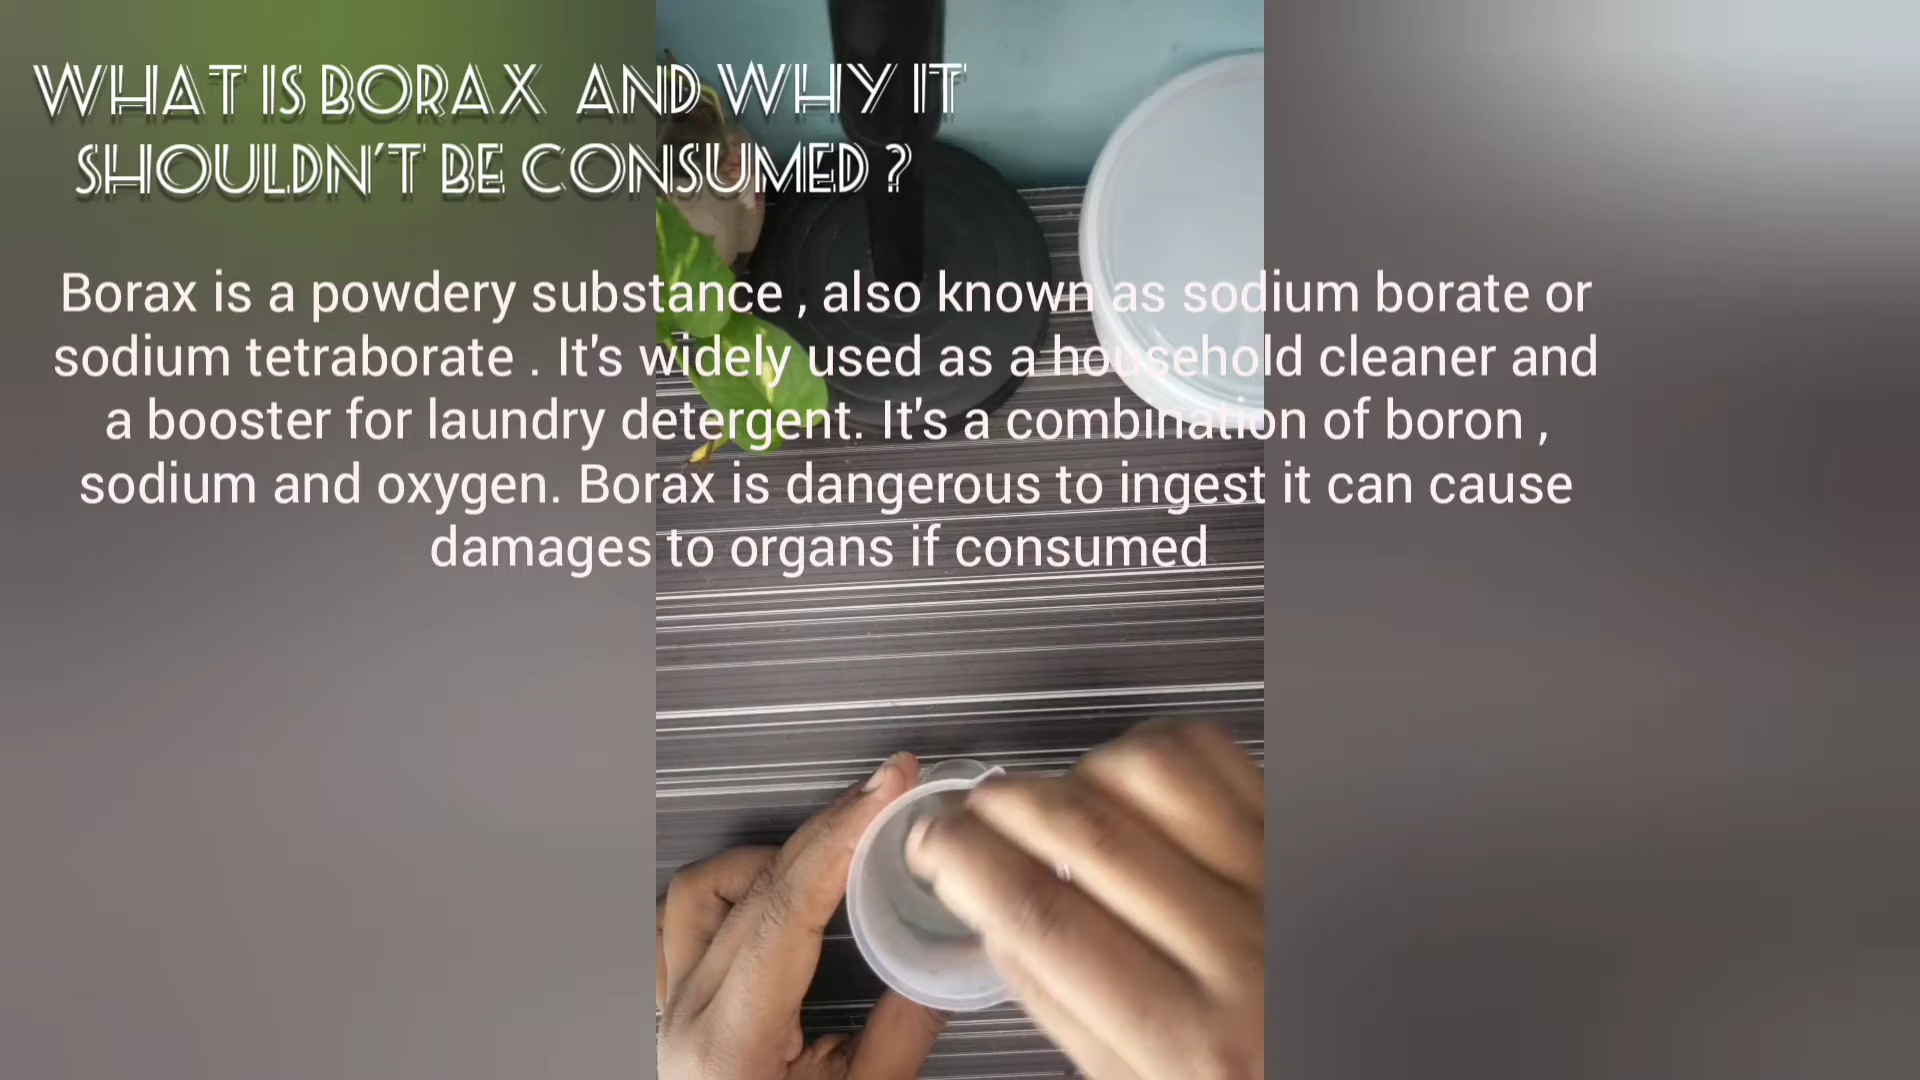 WHAT IS BORAX AND WHY IT
SHOULDN'T BE CONSUMED ?
Borax is a powdery substance , also known as sodium borate or
sodium tetraborate . It's widely used as a household cleaner and
a booster for laundry detergent. It's a combination of boron ,
sodium and oxygen. Borax is dangerous to ingest it can cause
damages to organs if consumed